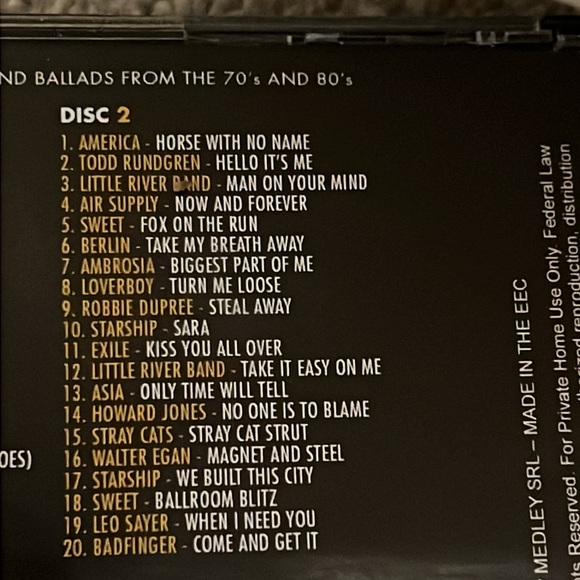 ND BALLADS FROM THE 70's AND 80's
DISC 2
1. AMERICA - HORSE WITH NO NAME
2. TODD RUNDGREN - HELLO IT'S ME
3. LITTLE RIVER BAND - MAN ON YOUR MIND
4. AIR SUPPLY - NOW AND FOREVER
5. SWEET - FOX ON THE RUN
6. BERLIN - TAKE MY BREATH AWAY
7. AMBROSIA - BIGGEST PART OF ME
8. LOVERBOY - TURN ME LOOSE
9. ROBBIE DUPREE - STEAL AWAY
10. STARSHIP - SARA
11. EXILE - KISS YOU ALL OVER
12. LITTLE RIVER BAND - TAKE IT EASY ON ME
13. ASIA - ONLY TIME WILL TELL
14. HOWARD JONES - NO ONE IS TO BLAME
15. STRAY CATS - STRAY CAT STRUT
OES)
16. WALTER EGAN - MAGNET AND STEEL
17. STARSHIP - WE BUILT THIS CITY
18. SWEET - BALLROOM BLITZ
19. LEO SAYER - WHEN I NEED YOU
20. BADFINGER - COME AND GET IT
MEDLEY SRL – MADE IN THE EEC
ts Reserved. For Private Home Use Only. Federal Law
reproduction, distribution